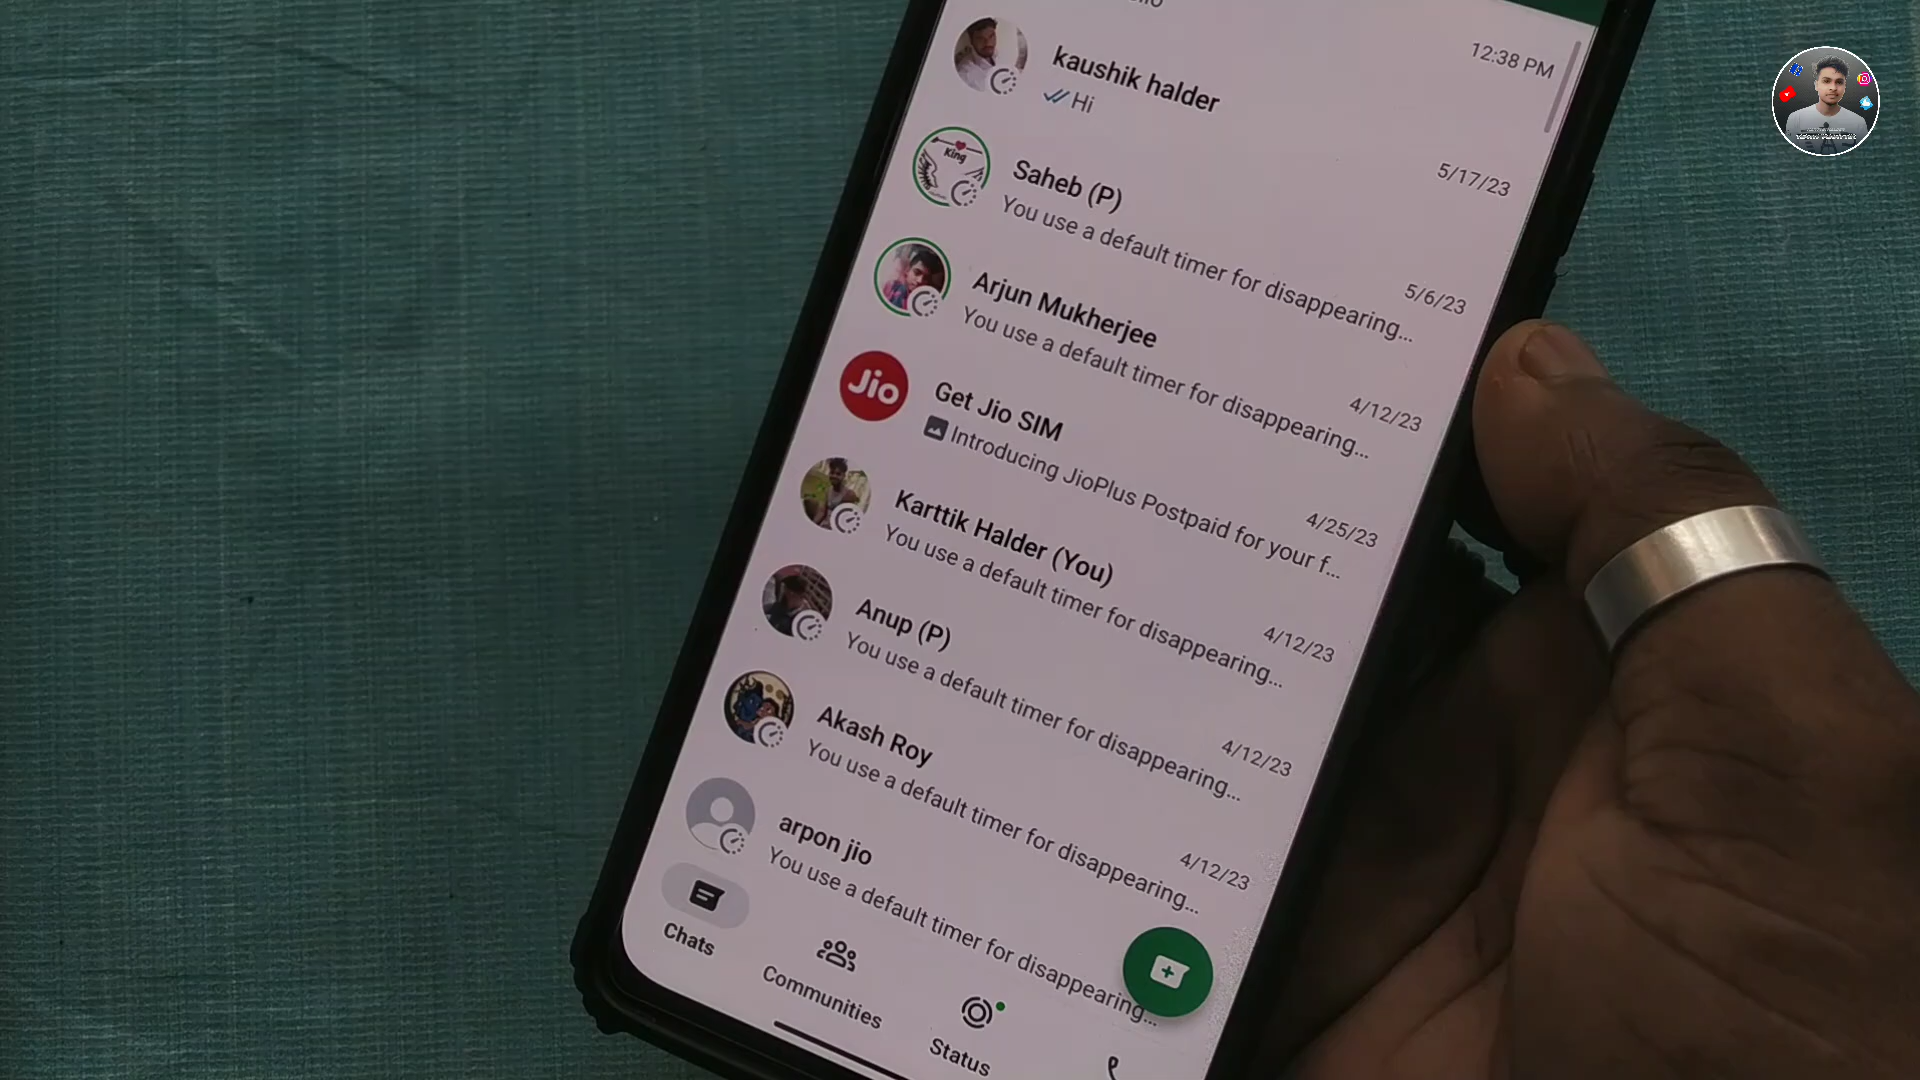 kaushik halder
12:38 PM
Hi
King
Saheb (P)
5/17/23
You use a default timer for disappearing...
Arjun Mukherjee
5/6/23
You use a default timer for disappearing...
Jio
Get Jio SIM
4/12/23
Introducing JioPlus Postpaid for your f...
Karttik Halder (You)
4/25/23
You use a default timer for disappearing...
Anup (P)
4/12/23
You use a default timer for disappearing...
Akash Roy
4/12/23
You use a default timer for disappearing...
arpon jio
4/12/23
You use a default timer for disappearing...
Chats
Communities
Status